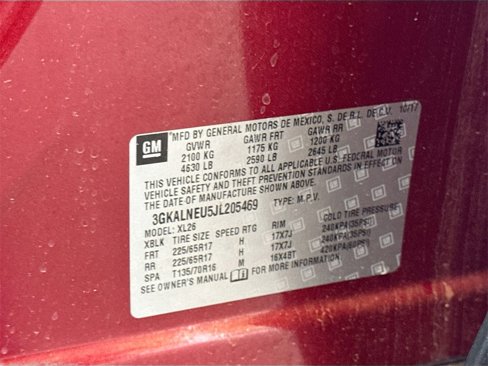 GM
MFD BY GENERAL MOTORS DE MEXICO, S. DE R.L. DE C.V. 10/17
GVWR GAWR FRT GAWR RR
2100 KG 1175 KG 1200 KG
4630 LB 2590 LB 2645 LB
THIS VEHICLE CONFORMS TO ALL APPLICABLE U.S. FEDERAL MOTOR
VEHICLE SAFETY AND THEFT PREVENTION STANDARDS IN EFFECT ON
THE DATE OF MANUFACTURE SHOWN ABOVE.
3GKALNEU5JL205469 TYPE: M.P.V.
MODEL: XL26
XBLK TIRE SIZE SPEED RTG RIM COLD TIRE PRESSURE
FRT 225/65R17 H 17X7J 240KPA(35PSI)
RR 225/65R17 H 17X7J 240KPA(35PSI)
SPA T135/70R16 M 16X4BT 420KPA(60PSI)
SEE OWNER'S MANUAL FOR MORE INFORMATION